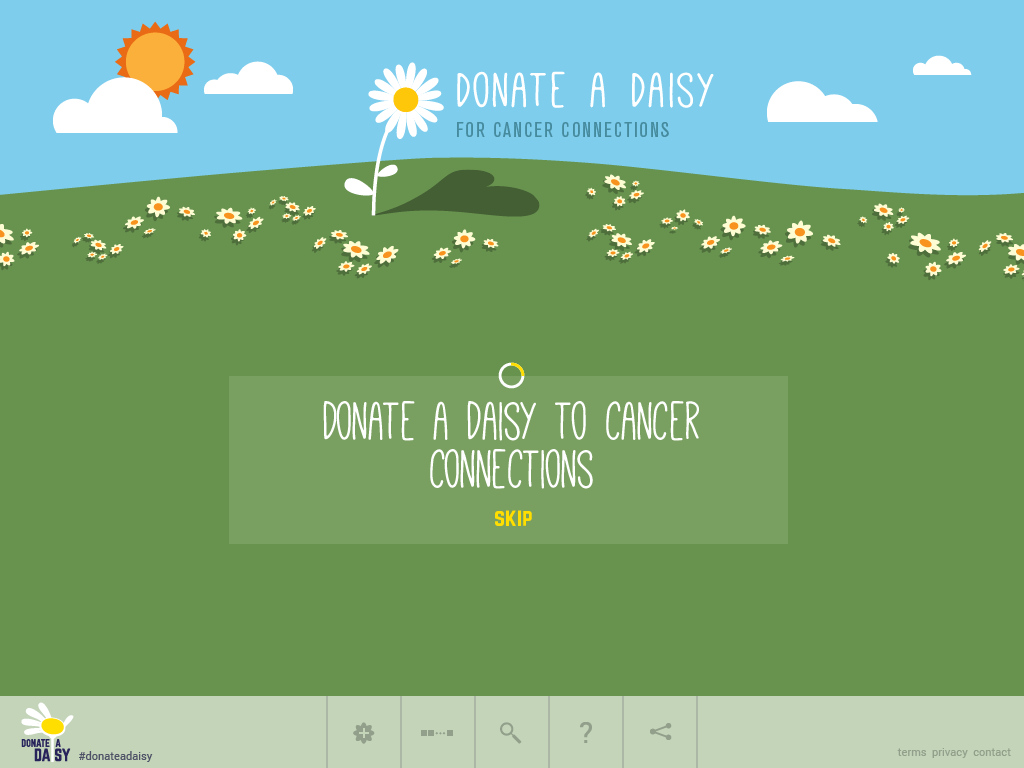 DONATE A DAISY
FOR CANCER CONNECTIONS
DONATE A DAISY TO CANCER
CONNECTIONS
SKIP
DONATE A
DAISY
#donateadaisy
?
terms privacy contact